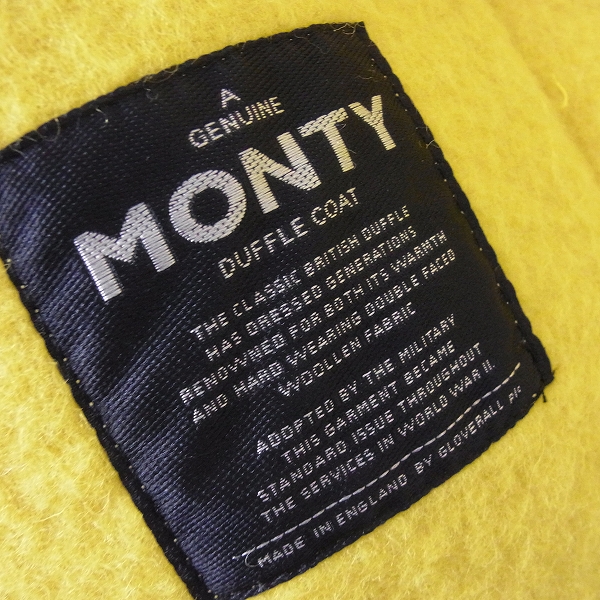 A
GENUINE
MONTY
DUFFLE COAT
THE CLASSIC BRITISH DUFFLE
HAS DRESSED GENERATIONS
RENOWNED FOR BOTH ITS WARMTH
AND HARD WEARING DOUBLE FACED
WOOLLEN FABRIC
ADOPTED BY THE MILITARY
THIS GARMENT BECAME
STANDARD ISSUE THROUGHOUT
THE SERVICES IN WORLD WAR II.
MADE IN ENGLAND BY GLOVERALL plc